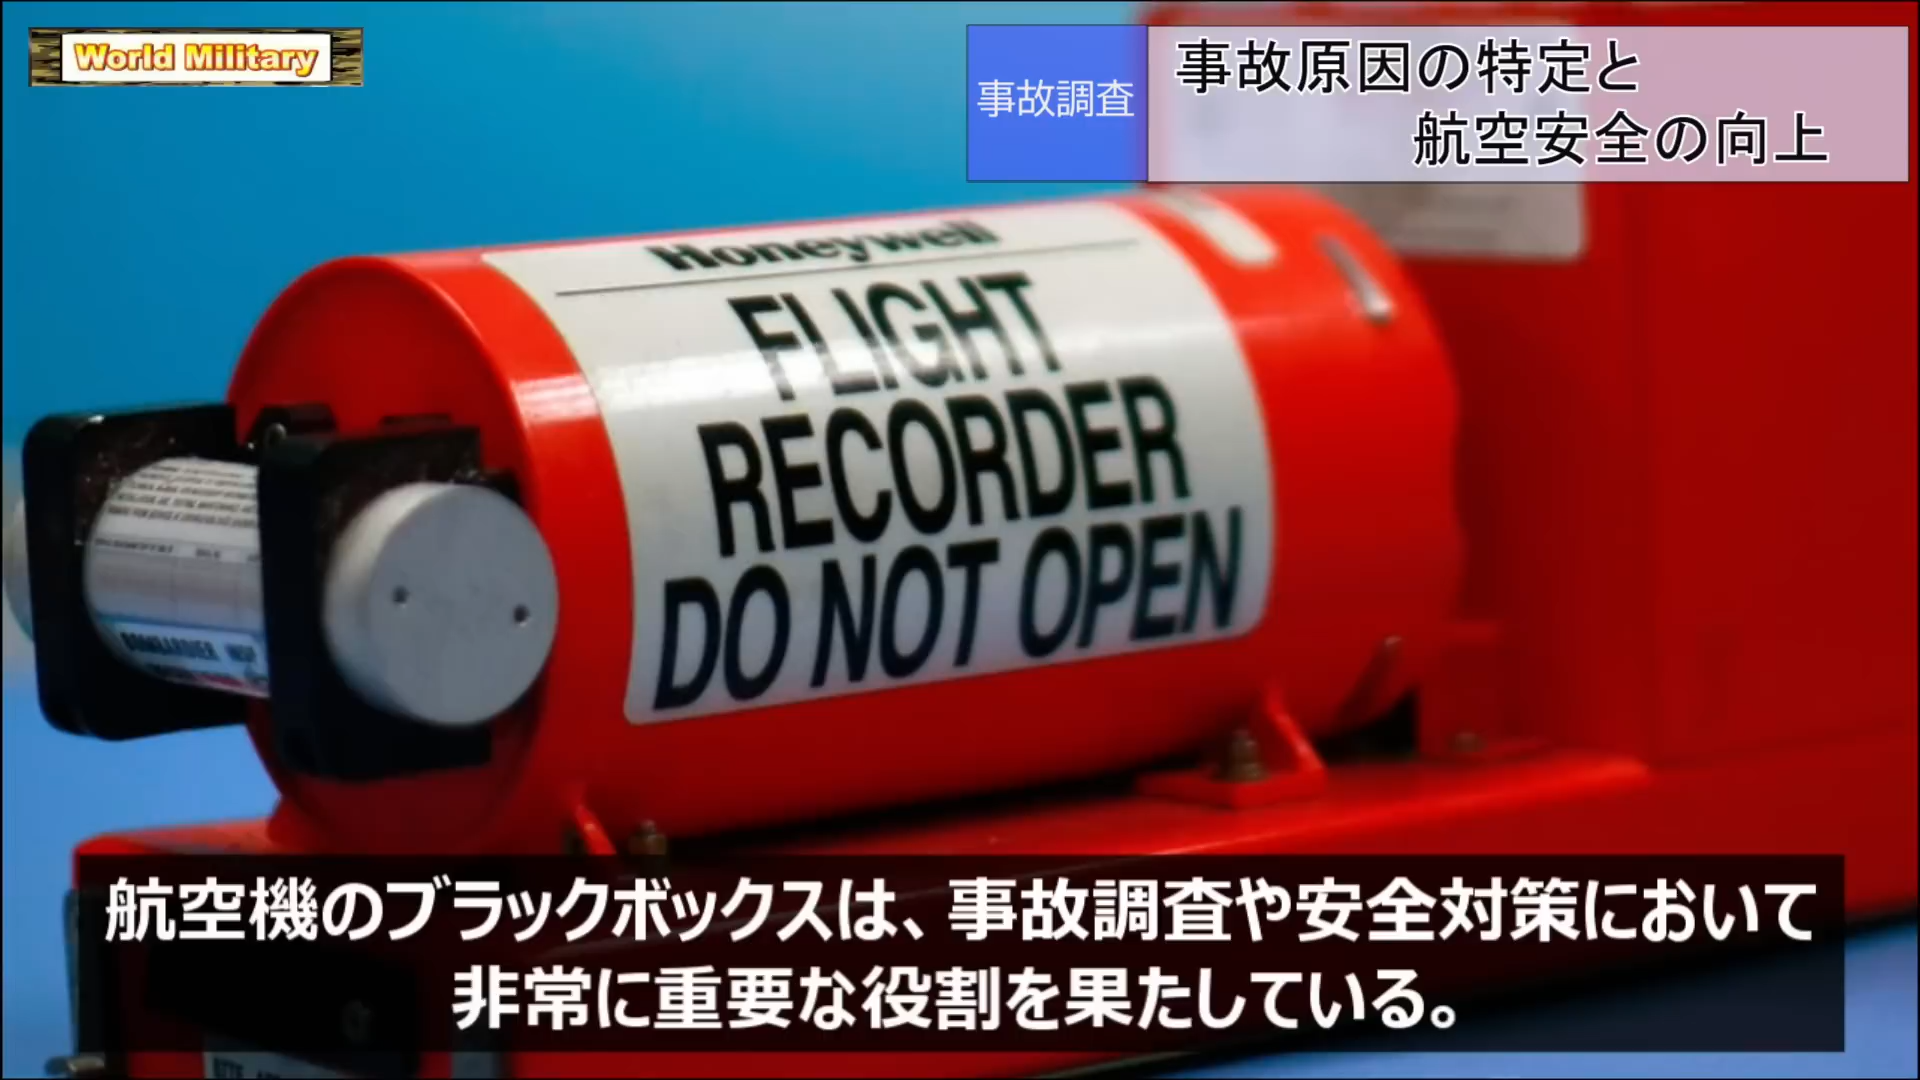 World Military
事故調査
事故原因の特定と
航空安全の向上
Honeywell
FLIGHT
RECORDER
DO NOT OPEN
BOMBARDIER
航空機のブラックボックスは、事故調査や安全対策において
非常に重要な役割を果たしている。